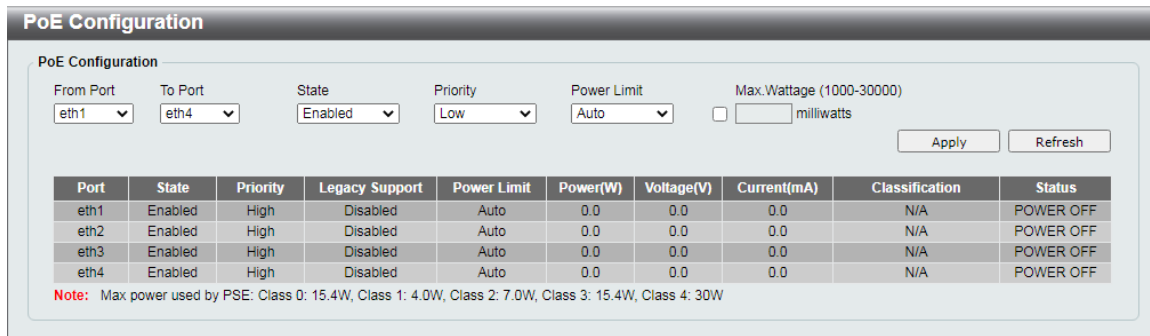 PoE Configuration
PoE Configuration
From Port To Port State Priority Power Limit Max.Wattage (1000-30000)
eth1 eth4 Enabled Low Auto milliwatts
Apply Refresh
Port State Priority Legacy Support Power Limit Power(W) Voltage(V) Current(mA) Classification Status
eth1 Enabled High Disabled Auto 0.0 0.0 0.0 N/A POWER OFF
eth2 Enabled High Disabled Auto 0.0 0.0 0.0 N/A POWER OFF
eth3 Enabled High Disabled Auto 0.0 0.0 0.0 N/A POWER OFF
eth4 Enabled High Disabled Auto 0.0 0.0 0.0 N/A POWER OFF
Note: Max power used by PSE: Class 0: 15.4W, Class 1: 4.0W, Class 2: 7.0W, Class 3: 15.4W, Class 4: 30W